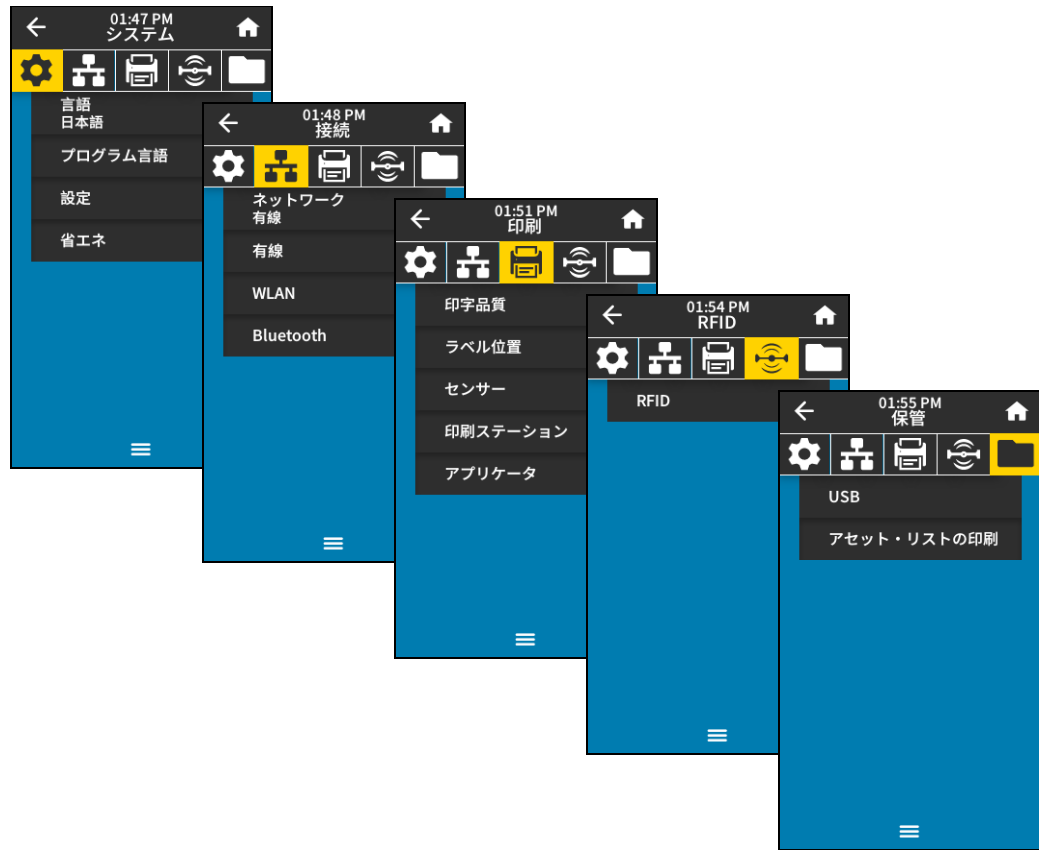 01:47 PM
システム
言語
日本語
プログラム言語
設定
省エネ
01:48 PM
接続
ネットワーク
有線
有線
WLAN
Bluetooth
01:51 PM
印刷
印字品質
ラベル位置
センサー
印刷ステーション
アプリケータ
01:54 PM
RFID
RFID
01:55 PM
保管
USB
アセット・リストの印刷